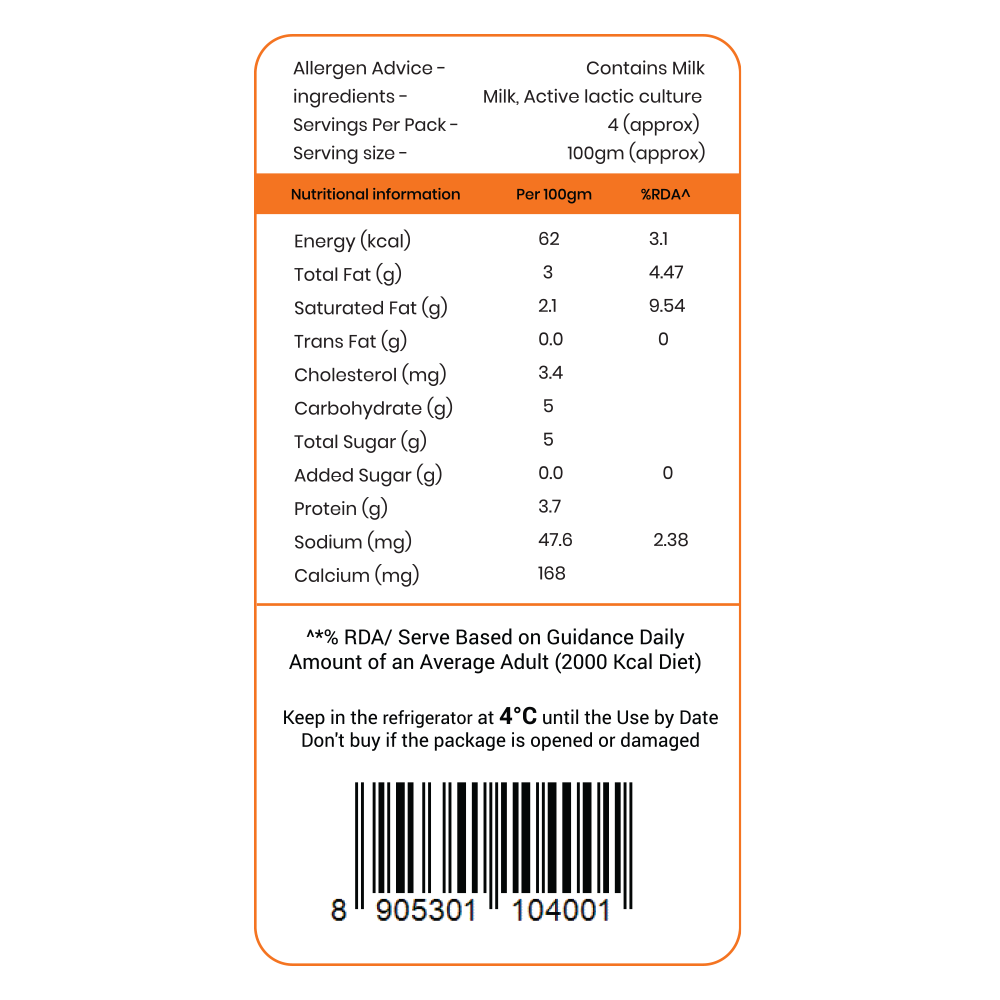 Allergen Advice - Contains Milk
ingredients - Milk, Active lactic culture
Servings Per Pack - 4 (approx)
Serving size - 100gm (approx)
Nutritional information Per 100gm %RDA^
Energy (kcal) 62 3.1
Total Fat (g) 3 4.47
Saturated Fat (g) 2.1 9.54
Trans Fat (g) 0.0 0
Cholesterol (mg) 3.4
Carbohydrate (g) 5
Total Sugar (g) 5
Added Sugar (g) 0.0 0
Protein (g) 3.7
Sodium (mg) 47.6 2.38
Calcium (mg) 168
^*% RDA/ Serve Based on Guidance Daily
Amount of an Average Adult (2000 Kcal Diet)
Keep in the refrigerator at 4°C until the Use by Date
Don't buy if the package is opened or damaged
8 905301 104001